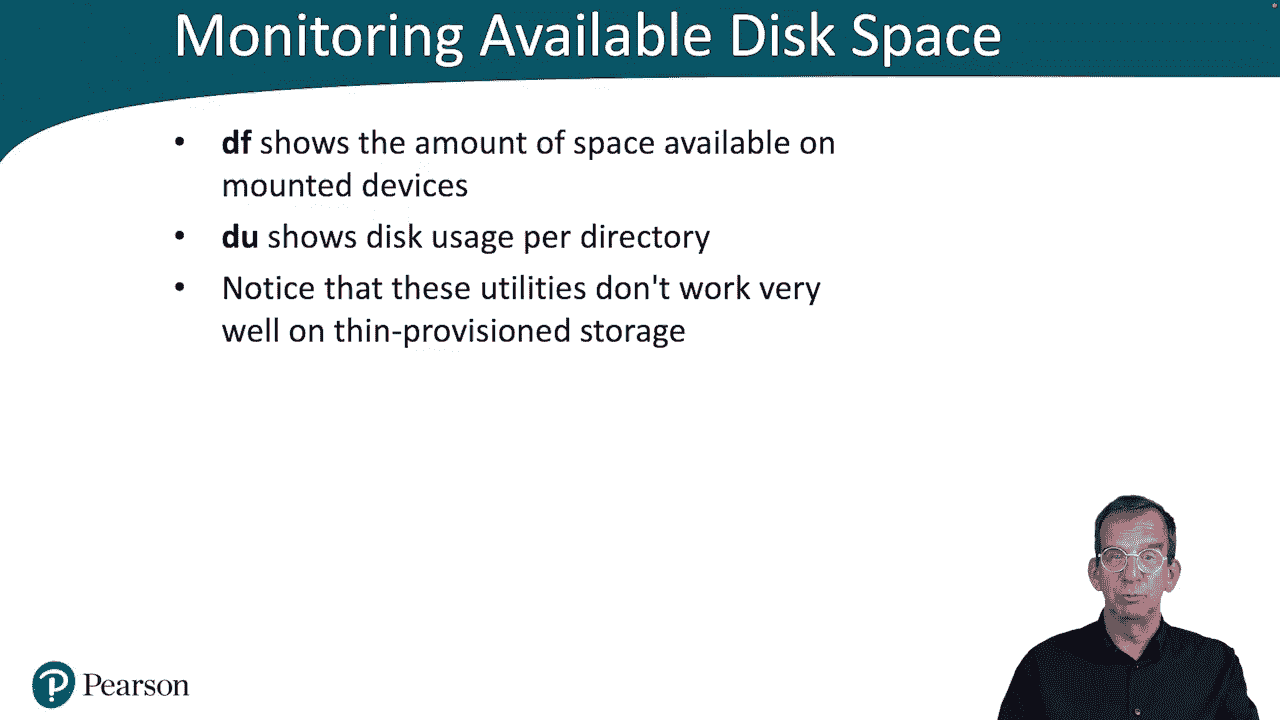 Monitoring Available Disk Space
• df shows the amount of space available on
mounted devices
• du shows disk usage per directory
• Notice that these utilities don't work very
well on thin-provisioned storage
Pearson